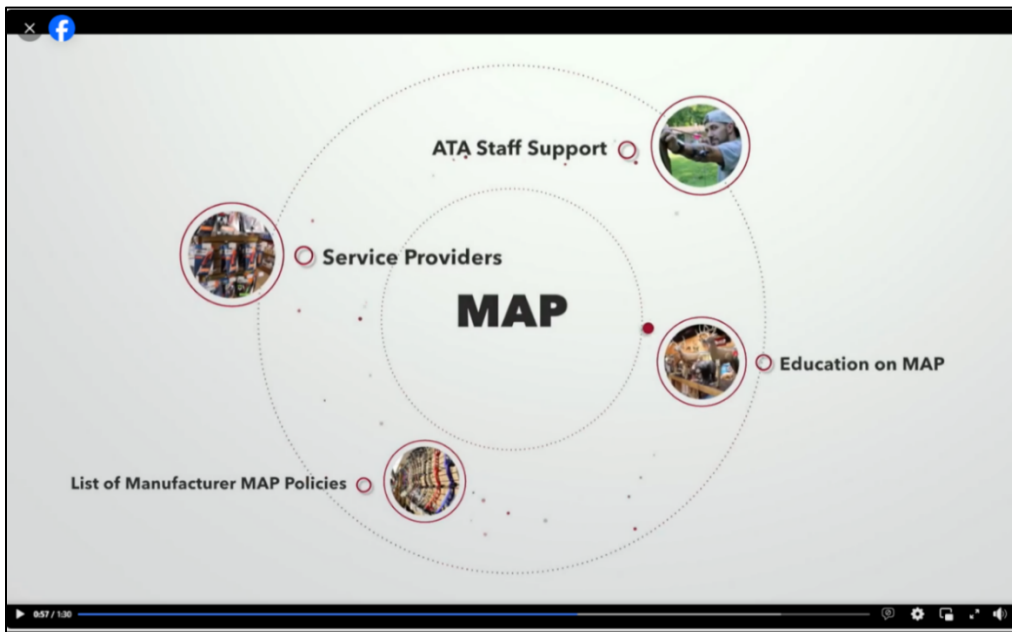 ATA Staff Support
Service Providers
MAP
Education on MAP
List of Manufacturer MAP Policies
0:57 / 1:30